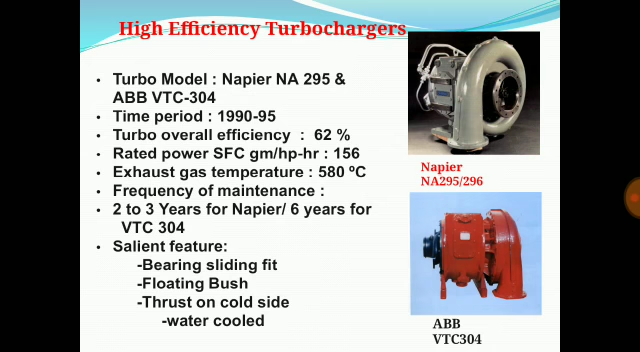 High Efficiency Turbochargers
• Turbo Model : Napier NA 295 &
ABB VTC-304
• Time period : 1990-95
• Turbo overall efficiency : 62 %
• Rated power SFC gm/hp-hr : 156
• Exhaust gas temperature : 580 ºC
• Frequency of maintenance :
• 2 to 3 Years for Napier/ 6 years for
VTC 304
• Salient feature:
-Bearing sliding fit
-Floating Bush
-Thrust on cold side
-water cooled
Napier
NA295/296
ABB
VTC304